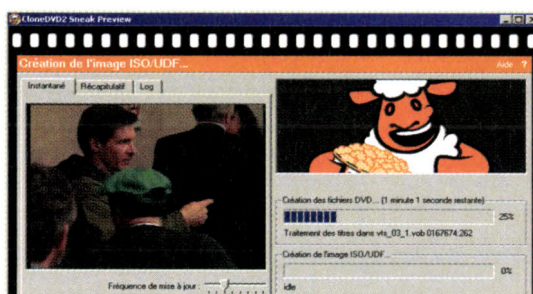 CloneDVD2 Sneak Preview
Création de l'image ISO/UDF...
Aide ?
Instantané Récapitulatif Log
Création des fichiers DVD... (1 minute 1 seconde restante)
25%
Traitement des titres dans vts_03_1.vob 0167674:262
Création de l'image ISO/UDF...
0%
idle
Fréquence de mise à jour :